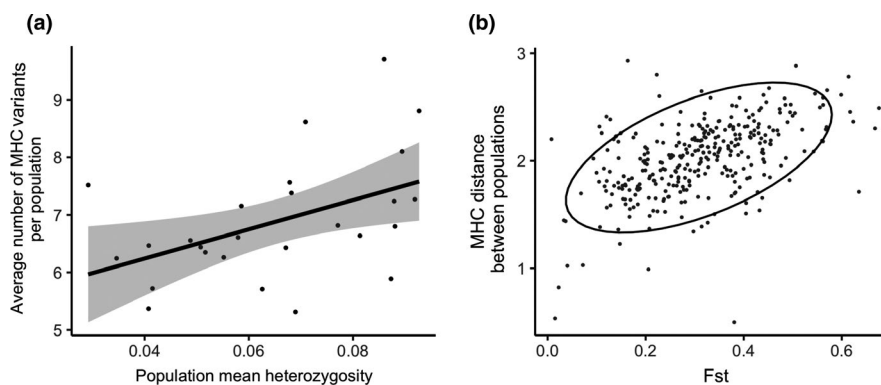 (a)
Average number of MHC variants
per population
9
8
7
6
5
0.04 0.06 0.08
Population mean heterozygosity
(b)
MHC distance
between populations
3
2
1
0.0 0.2 0.4 0.6
Fst